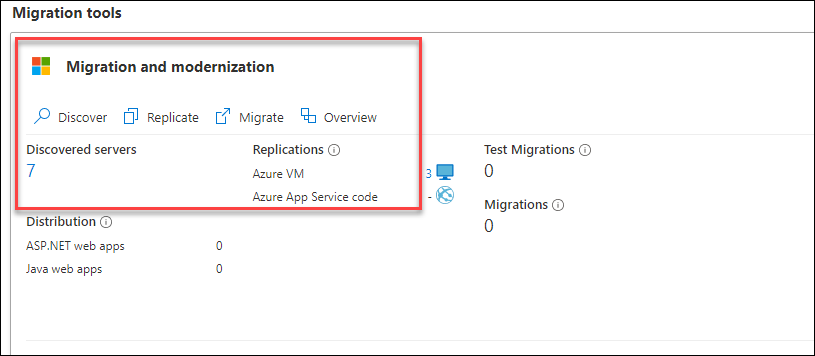 Migration tools
Migration and modernization
Discover Replicate Migrate Overview
Discovered servers
7
Replications
Azure VM 3
Azure App Service code -
Test Migrations
0
Migrations
0
Distribution
ASP.NET web apps 0
Java web apps 0